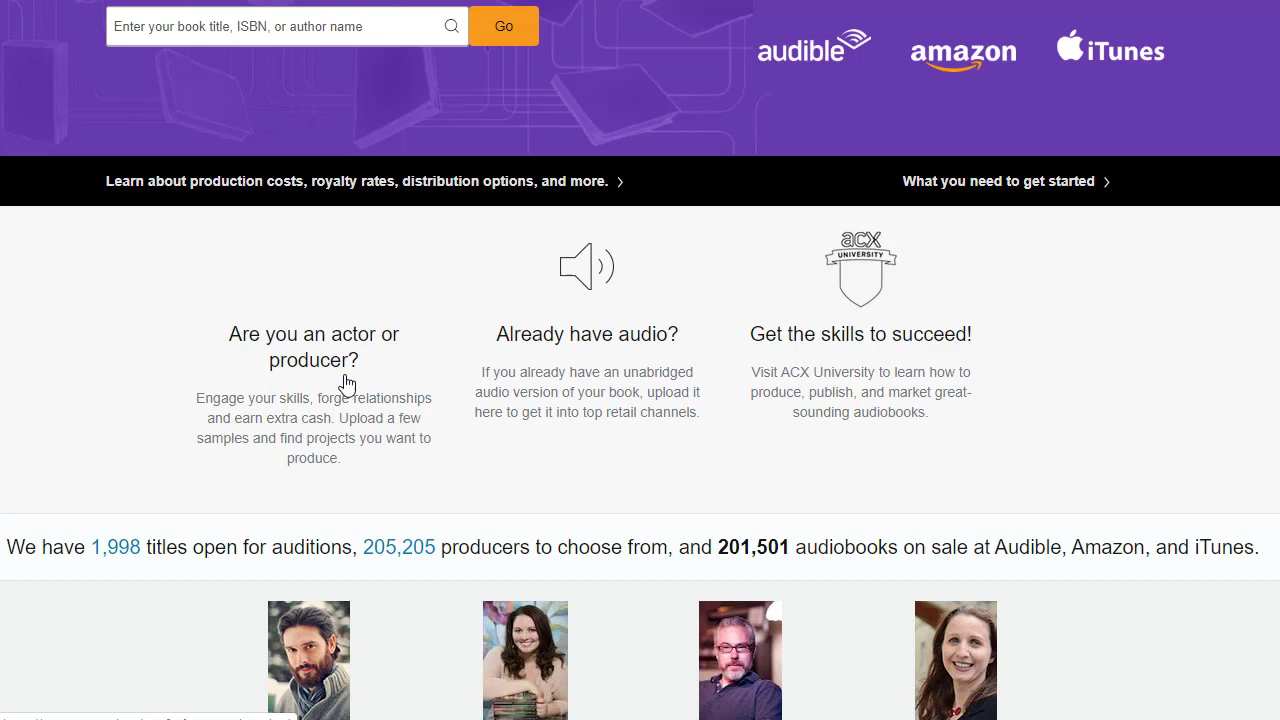 Enter your book title, ISBN, or author name
Go
audible
amazon
iTunes
Learn about production costs, royalty rates, distribution options, and more.
What you need to get started
acx
UNIVERSITY
Are you an actor or
producer?
Engage your skills, forge relationships
and earn extra cash. Upload a few
samples and find projects you want to
produce.
Already have audio?
If you already have an unabridged
audio version of your book, upload it
here to get it into top retail channels.
Get the skills to succeed!
Visit ACX University to learn how to
produce, publish, and market great-
sounding audiobooks.
We have 1,998 titles open for auditions, 205,205 producers to choose from, and 201,501 audiobooks on sale at Audible, Amazon, and iTunes.